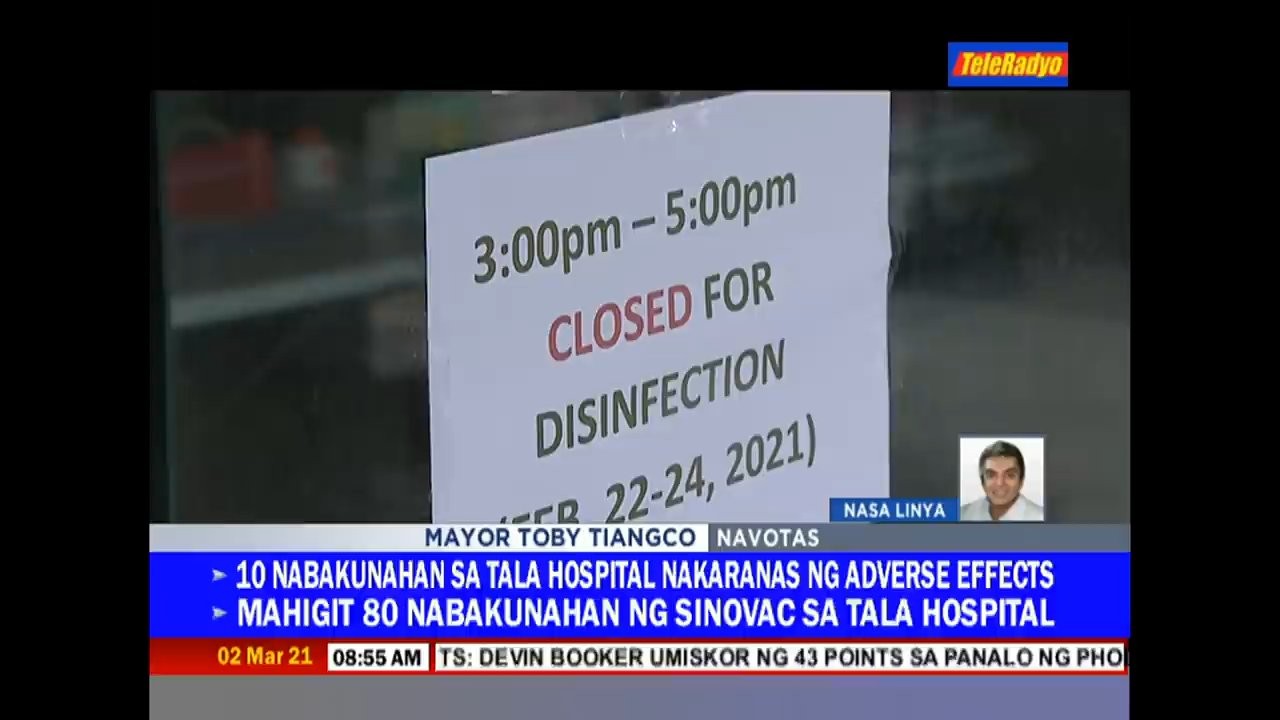 TeleRadyo
3:00pm – 5:00pm
CLOSED FOR
DISINFECTION
22-24, 2021)
NASA LINYA
MAYOR TOBY TIANGCO NAVOTAS
➢ 10 NABAKUNAHAN SA TALA HOSPITAL NAKARANAS NG ADVERSE EFFECTS
➢ MAHIGIT 80 NABAKUNAHAN NG SINOVAC SA TALA HOSPITAL
02 Mar 21 08:55 AM TS: DEVIN BOOKER UMISKOR NG 43 POINTS SA PANALO NG PHO